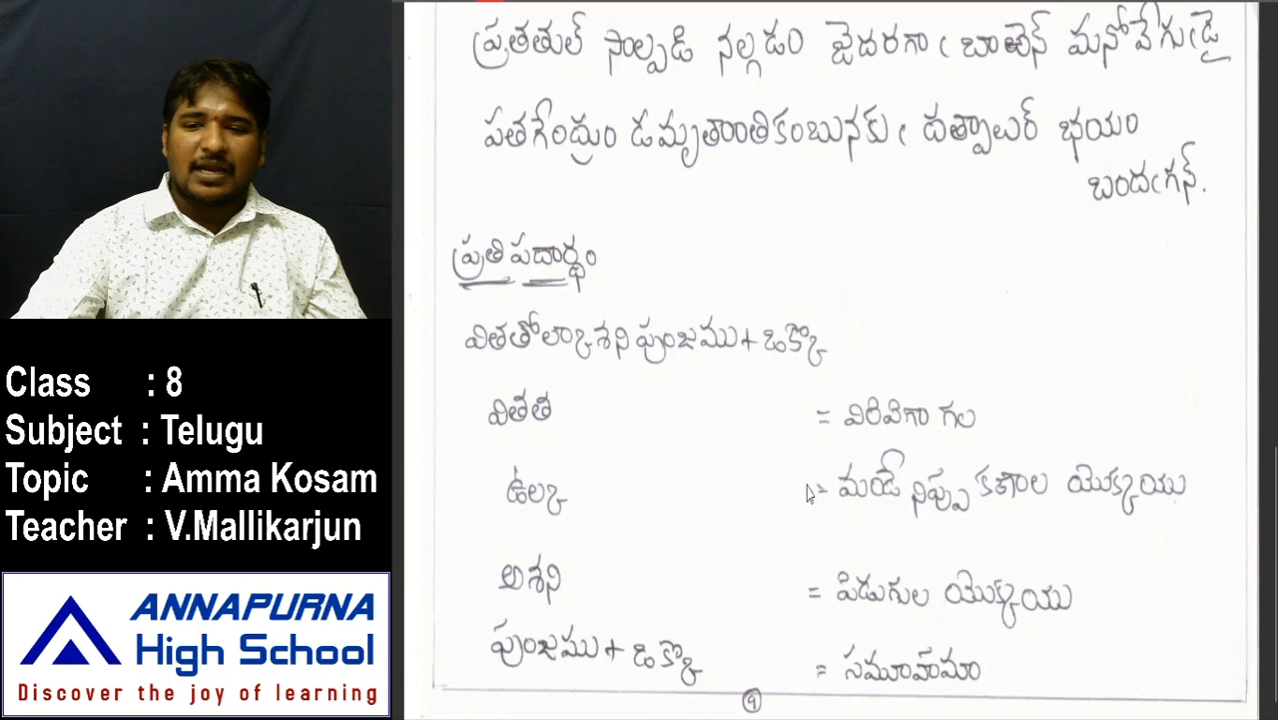 ప్రతతుల్ సొల్పడి నల్గడం జెదరగాఁ బాఱెన్ మనోవేగుఁడై
పతగేంద్రుం డమృతాంతికంబునకుఁ దత్పాలుర్ భయం
బందఁగన్.
ప్రతి పదార్థం
వితతోల్కాశని పుంజము + ఒక్కొ
వితత = విరివిగా గల
ఉల్క = మండే నిప్పు కణాల యొక్కయు
అశని = పిడుగుల యొక్కయు
పుంజము + ఒక్కొ = సమూహమా
9
Class : 8
Subject : Telugu
Topic : Amma Kosam
Teacher : V.Mallikarjun
ANNAPURNA
High School
Discover the joy of learning